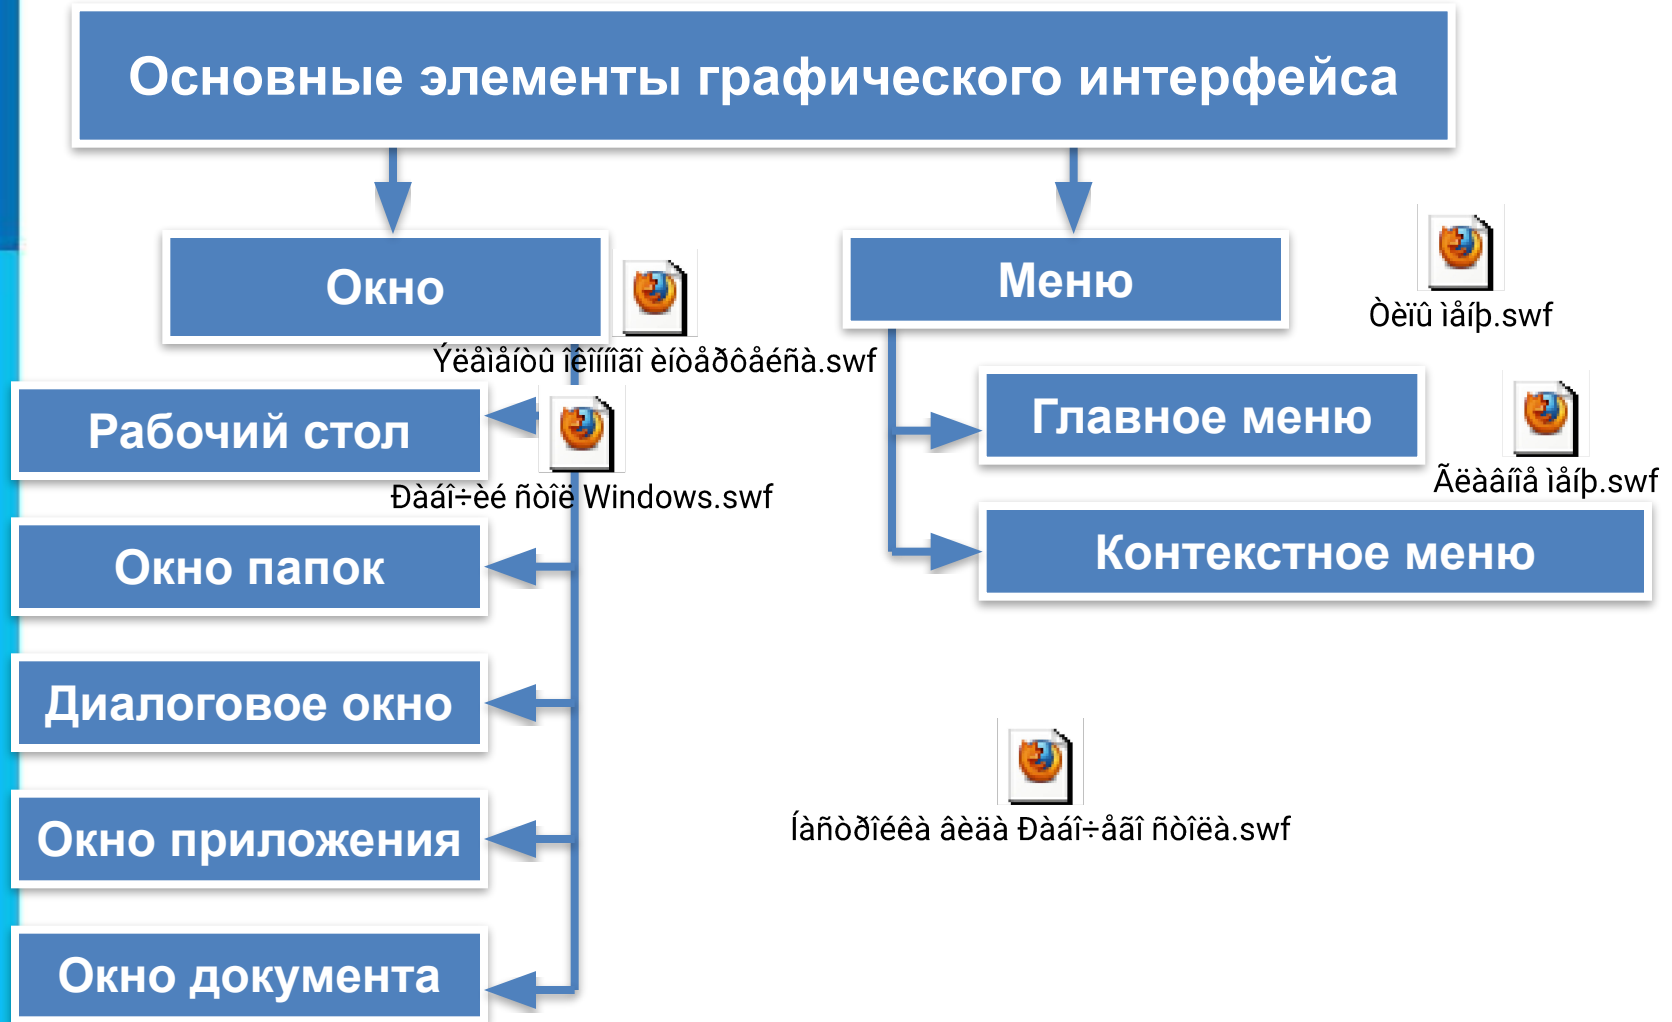 Основные элементы графического интерфейса
Окно
Ýëåìåíòû îêîííîãî èíòåðôåéñà.swf
Рабочий стол
Ðàáî÷èé ñòîë Windows.swf
Окно папок
Диалоговое окно
Окно приложения
Окно документа
Меню
Òèïû ìåíþ.swf
Главное меню
Ãëàâíîå ìåíþ.swf
Контекстное меню
Íàñòðîéêà âèäà Ðàáî÷åãî ñòîëà.swf